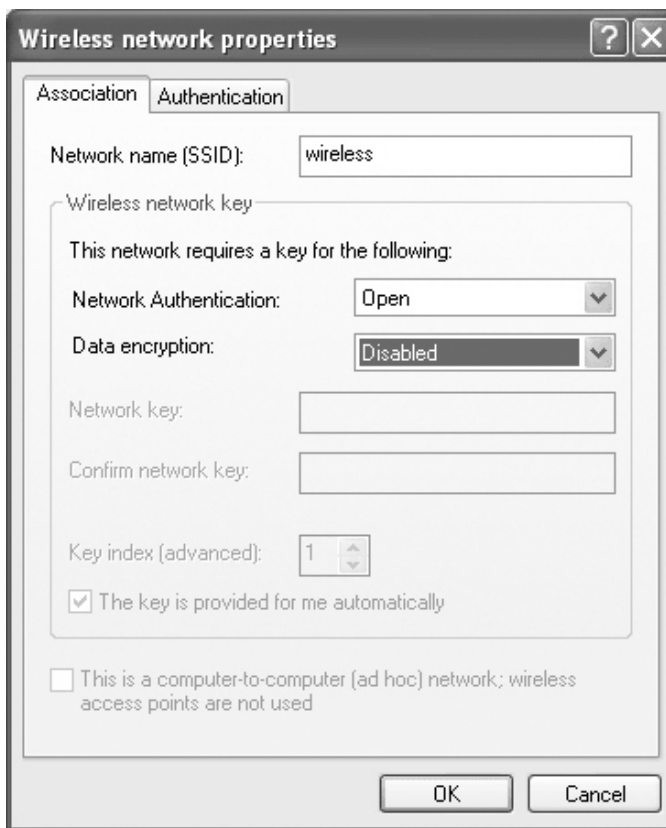 Wireless network properties
Association Authentication
Network name (SSID): wireless
Wireless network key
This network requires a key for the following:
Network Authentication: Open
Data encryption: Disabled
Network key:
Confirm network key:
Key index (advanced): 1
The key is provided for me automatically
This is a computer-to-computer (ad hoc) network; wireless
access points are not used
OK Cancel